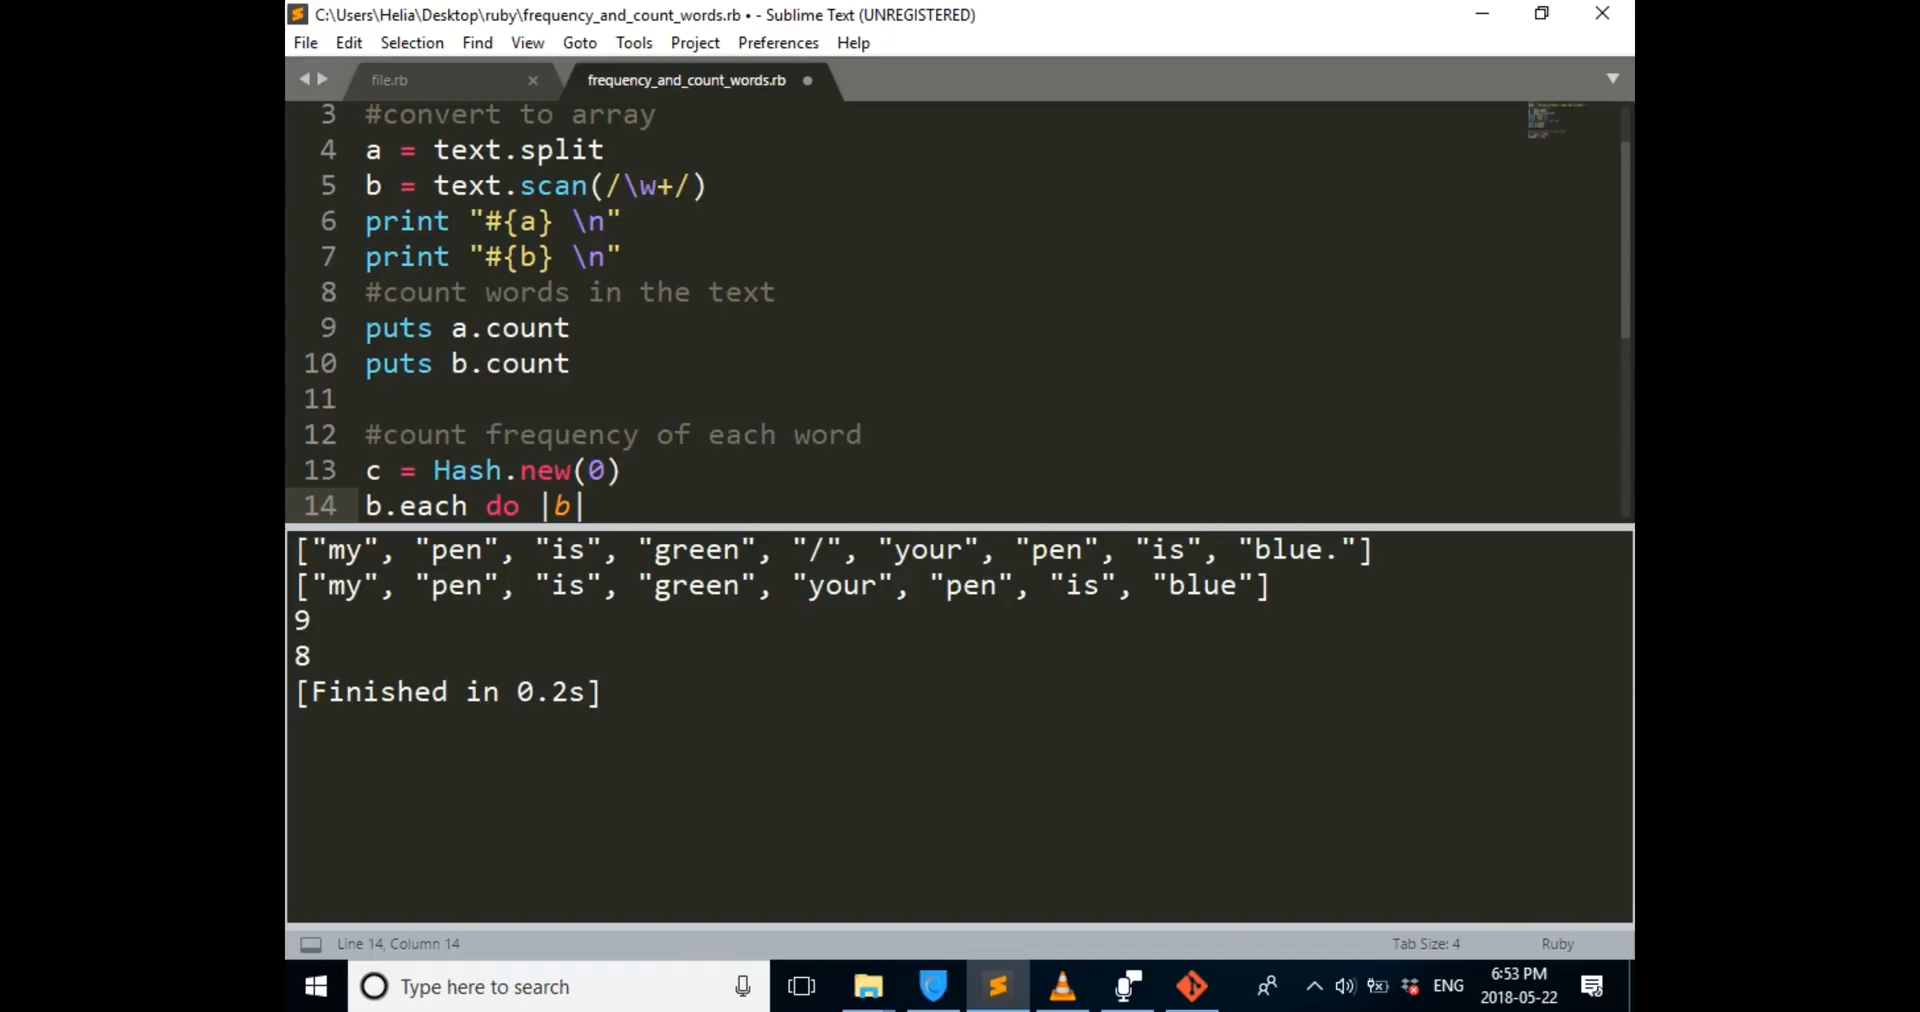 C:\Users\Helia\Desktop\ruby\frequency_and_count_words.rb • - Sublime Text (UNREGISTERED)
File Edit Selection Find View Goto Tools Project Preferences Help
file.rb × frequency_and_count_words.rb
3 #convert to array
4 a = text.split
5 b = text.scan(/\w+/)
6 print "#{a} \n"
7 print "#{b} \n"
8 #count words in the text
9 puts a.count
10 puts b.count
11
12 #count frequency of each word
13 c = Hash.new(0)
14 b.each do |b|
["my", "pen", "is", "green", "/", "your", "pen", "is", "blue."]
["my", "pen", "is", "green", "your", "pen", "is", "blue"]
9
8
[Finished in 0.2s]
Line 14, Column 14 Tab Size: 4 Ruby
Type here to search ENG 6:53 PM
2018-05-22